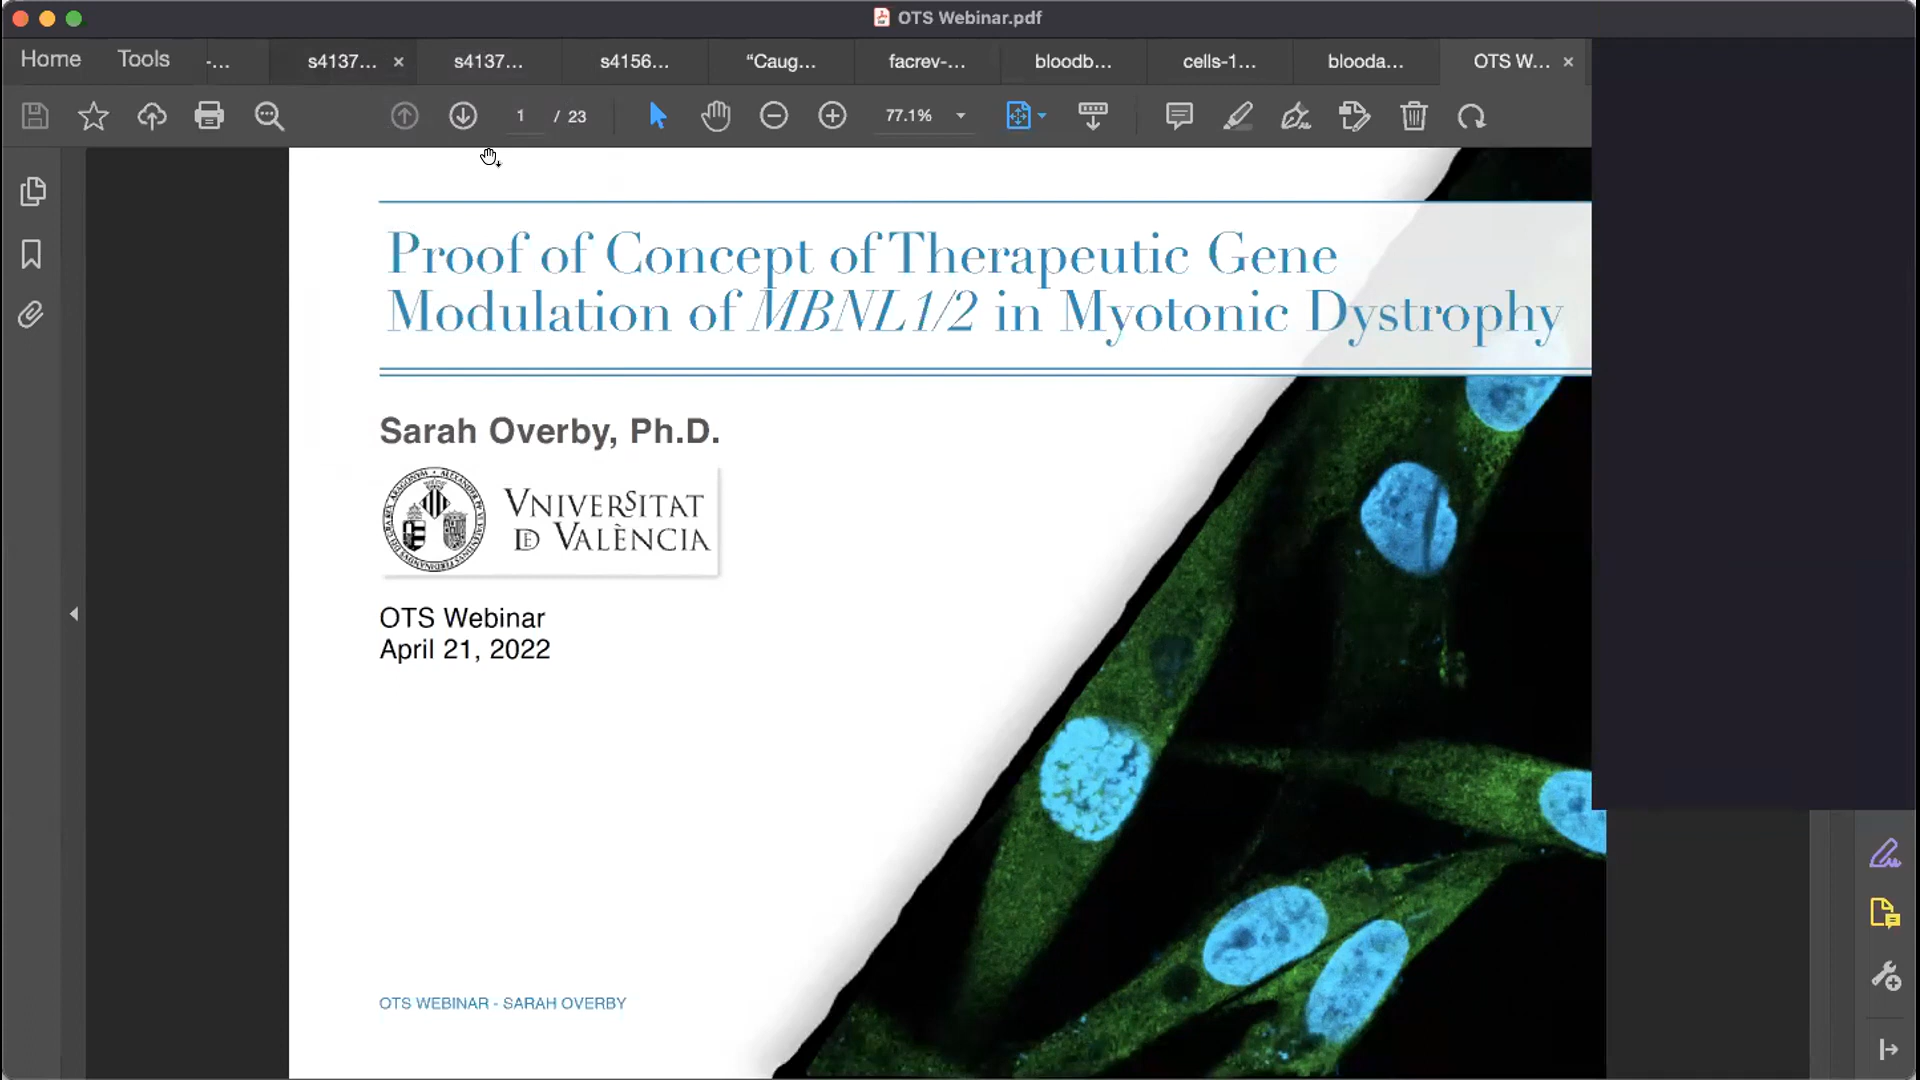 OTS Webinar.pdf
Home Tools -... s4137... × s4137... s4156... “Caug... facrev-... bloodb... cells-1... blooda... OTS W... ×
1 / 23 77.1%
Proof of Concept of Therapeutic Gene
Modulation of MBNL1/2 in Myotonic Dystrophy
Sarah Overby, Ph.D.
VNIVERSITAT
DE VALÈNCIA
OTS Webinar
April 21, 2022
OTS WEBINAR - SARAH OVERBY